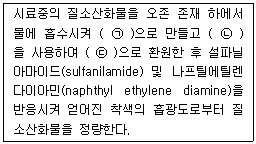 시료중의 질소산화물을 오존 존재 하에서
물에 흡수시켜 ( ㉠ )으로 만들고 ( ㉡ )
을 사용하여 ( ㉢ )으로 환원한 후 설파닐
아마이드(sulfanilamide) 및 나프틸에틸렌
다이아민(naphthyl ethylene diamine)을
반응시켜 얻어진 착색의 흡광도로부터 질
소산화물을 정량한다.